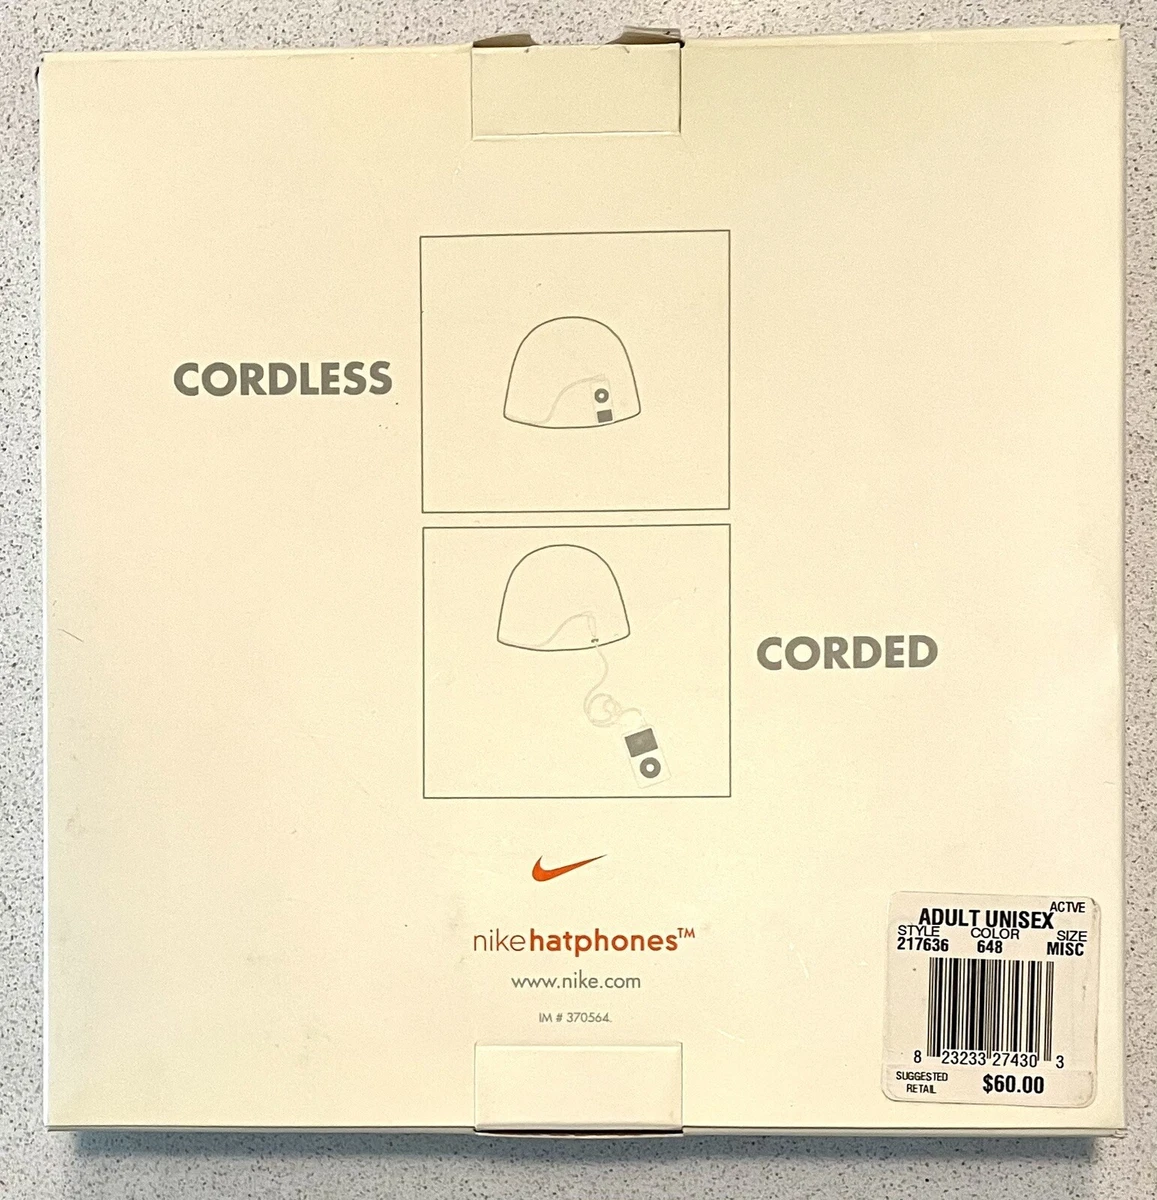 CORDLESS
CORDED
nikehatphones™
www.nike.com
IM # 370564.
ACTVE
ADULT UNISEX
STYLE COLOR SIZE
217636 648 MISC
8 23233 27430 3
SUGGESTED RETAIL $60.00